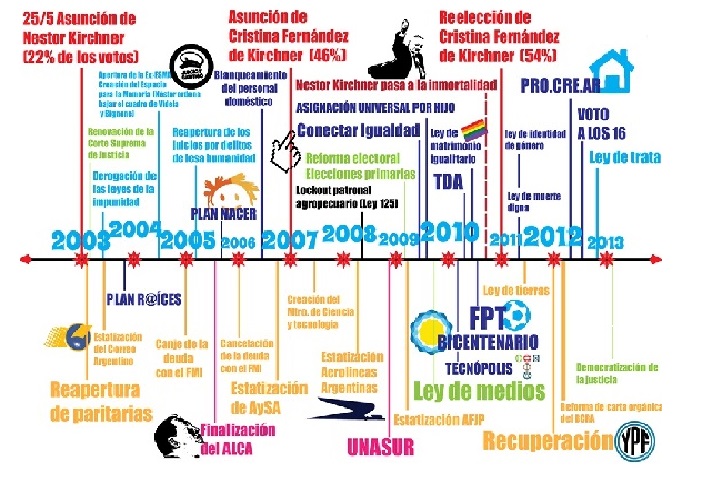 25/5 Asunción de
Nestor Kirchner
(22% de los votos)
Asunción de
Cristina Fernández
de Kirchner (46%)
Reelección de
Cristina Fernández
de Kirchner (54%)
Apertura de la Ex-ESMA
Creación del Espacio
para la Memoria / Nestor ordena
bajar el cuadro de Videla
y Bignone)
Blanqueamiento
del personal
doméstico
Nestor Kirchner pasa a la inmortalidad
PRO.CRE.AR
ASIGNACIÓN UNIVERSAL POR HIJO
VOTO
A LOS 16
Renovación de la
Corte Suprema
de Justicia
Reapertura de los
juicios por delitos
de lesa humanidad
Conectar Igualdad
Ley de
matrimonio
igualitario
ley de identidad
de género
Ley de trata
Reforma electoral
Elecciones primarias
Derogación de
las leyes de la
impunidad
TDA
Lockout patronal
agropecuario (Ley 125)
Ley de muerte
digna
PLAN NACER
2003
2004
2005
2006
2007
2008
2009
2010
2011
2012
2013
PLAN R@ÍCES
Creación del
Mtro. de Ciencia
y tecnología
Ley de tierras
FPT
BICENTENARIO
TECNÓPOLIS
Estatización
del Correo
Argentino
Canje de la
deuda
con el FMI
Cancelación
de la deuda
con el FMI
Estatización
Aerolíneas
Argentinas
Democratización de
la justicia
Reapertura
de paritarias
Estatización
de AySA
Ley de medios
Finalización
del ALCA
UNASUR
Estatización AFJP
Reforma de carta orgánica
del BCRA
Recuperación
YPF